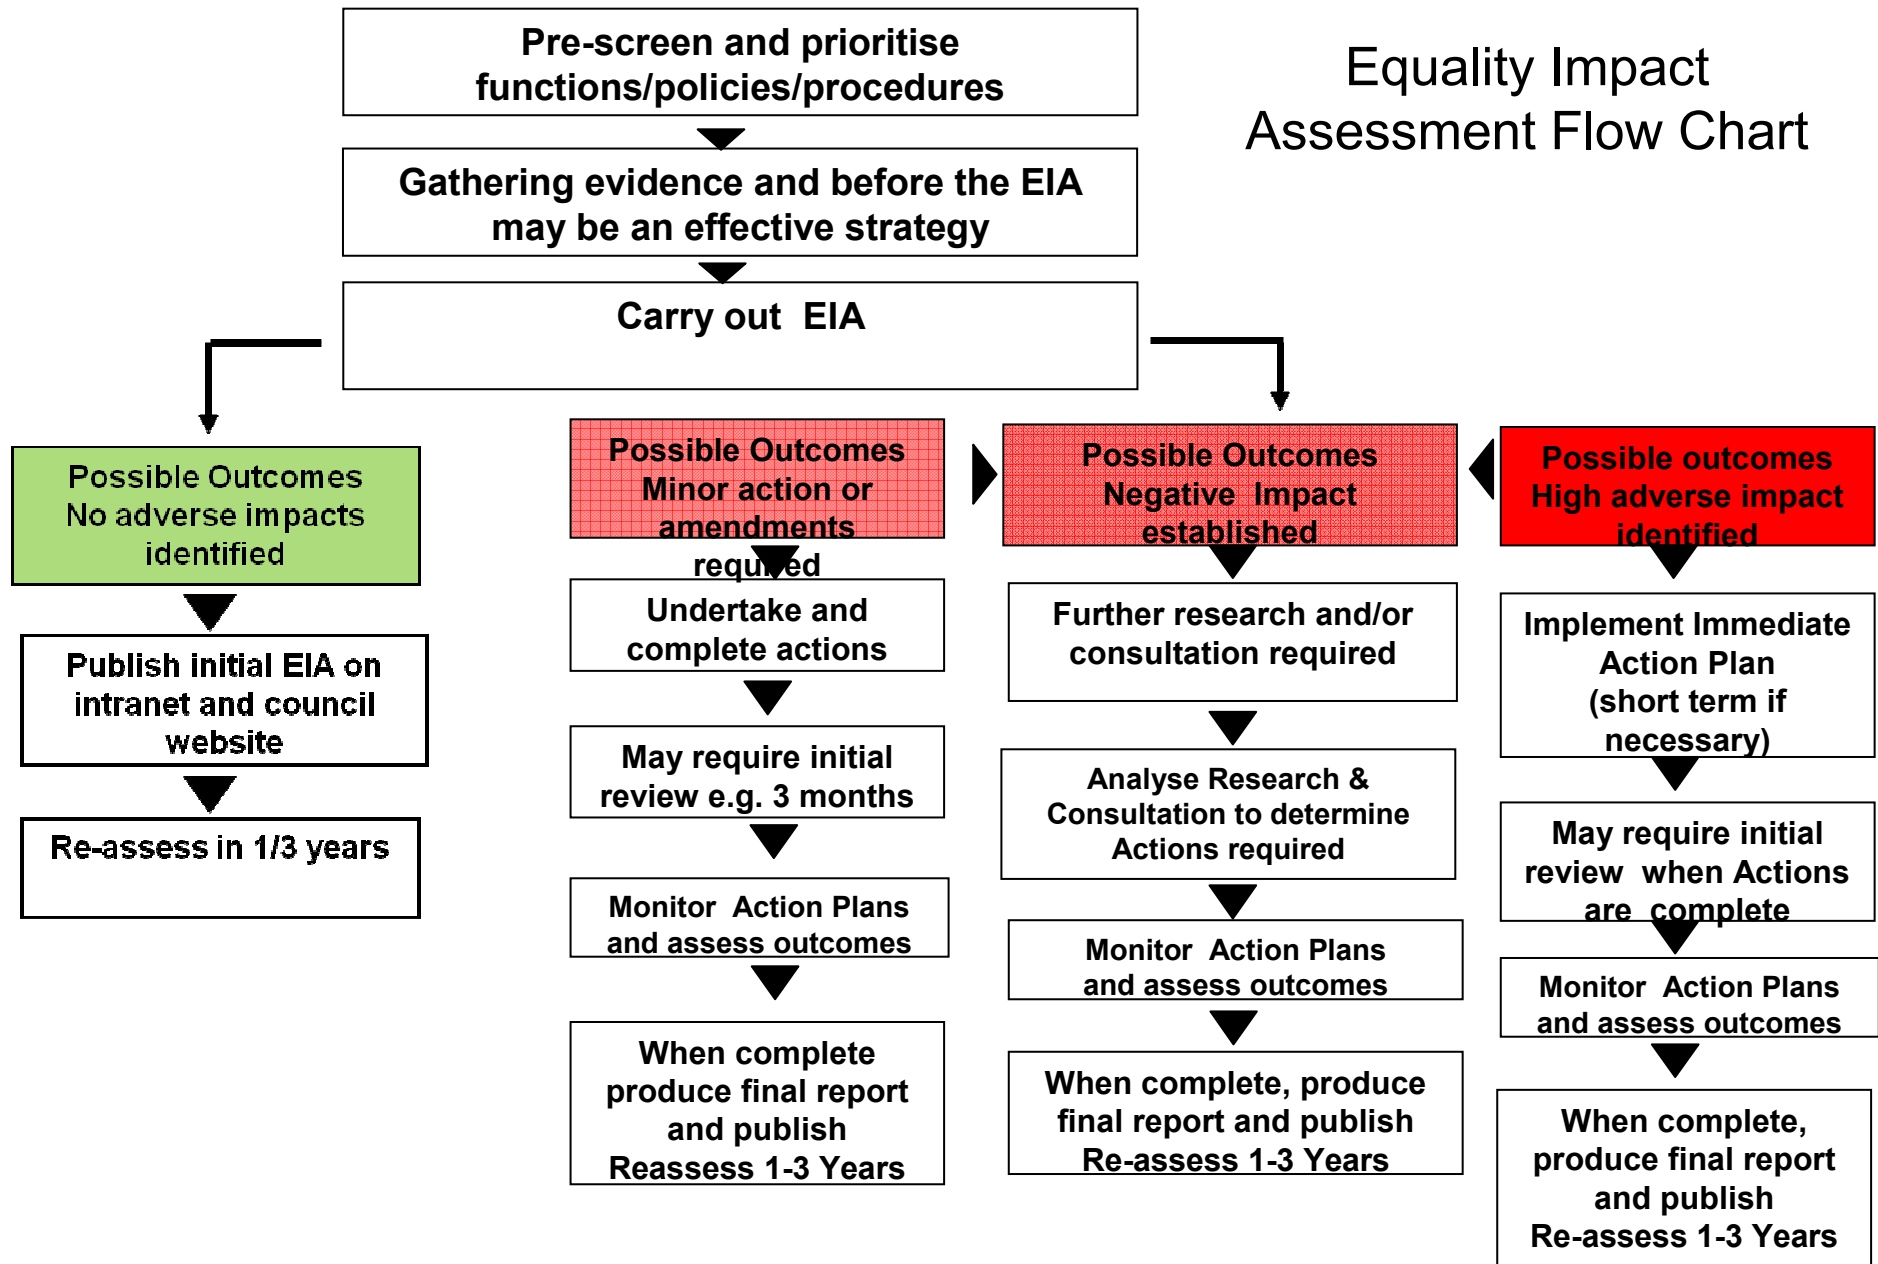 Equality Impact
Assessment Flow Chart
Pre-screen and prioritise
functions/policies/procedures
Gathering evidence and before the EIA
may be an effective strategy
Carry out EIA
Possible Outcomes
No adverse impacts
identified
Publish initial EIA on
intranet and council
website
Re-assess in 1/3 years
Possible Outcomes
Minor action or
amendments
required
Undertake and
complete actions
May require initial
review e.g. 3 months
Monitor Action Plans
and assess outcomes
When complete
produce final report
and publish
Reassess 1-3 Years
Possible Outcomes
Negative Impact
established
Further research and/or
consultation required
Analyse Research &
Consultation to determine
Actions required
Monitor Action Plans
and assess outcomes
When complete, produce
final report and publish
Re-assess 1-3 Years
Possible outcomes
High adverse impact
identified
Implement Immediate
Action Plan
(short term if
necessary)
May require initial
review when Actions
are complete
Monitor Action Plans
and assess outcomes
When complete,
produce final report
and publish
Re-assess 1-3 Years